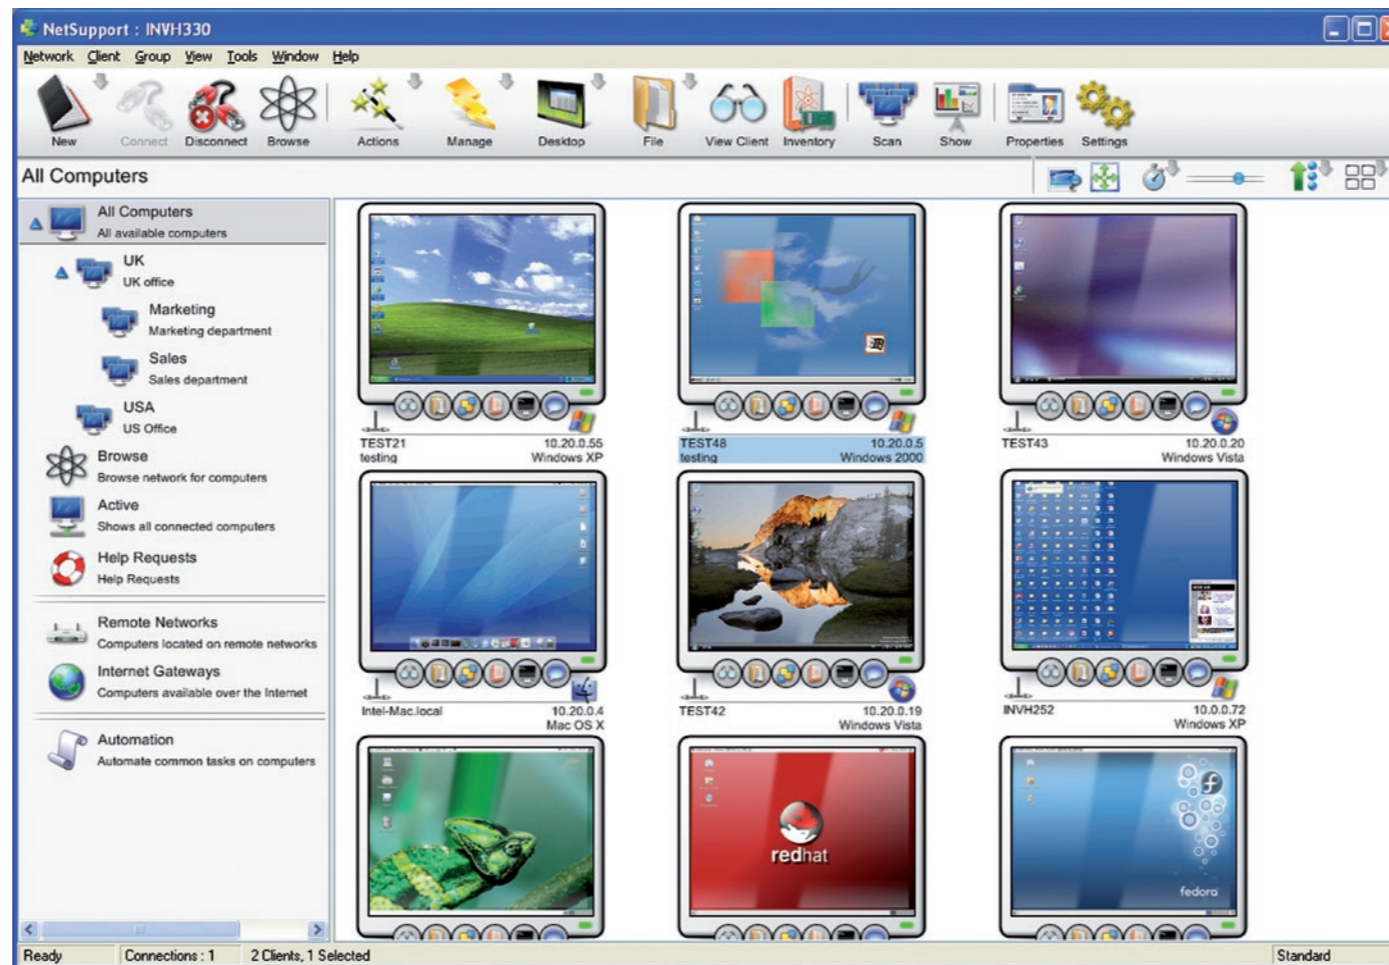 NetSupport : INVH330
Network Client Group View Tools Window Help
New Connect Disconnect Browse Actions Manage Desktop File View Client Inventory Scan Show Properties Settings
All Computers
All Computers
All available computers
UK
UK office
Marketing
Marketing department
Sales
Sales department
USA
US Office
Browse
Browse network for computers
Active
Shows all connected computers
Help Requests
Help Requests
Remote Networks
Computers located on remote networks
Internet Gateways
Computers available over the Internet
Automation
Automate common tasks on computers
TEST21 10.20.0.55
testing Windows XP
TEST48 10.20.0.5
testing Windows 2000
TEST43 10.20.0.20
Windows Vista
Intel-Mac.local 10.20.0.4
Mac OS X
TEST42 10.20.0.19
Windows Vista
INVH252 10.0.0.72
Windows XP
redhat
fedora
Ready Connections : 1 2 Clients, 1 Selected Standard